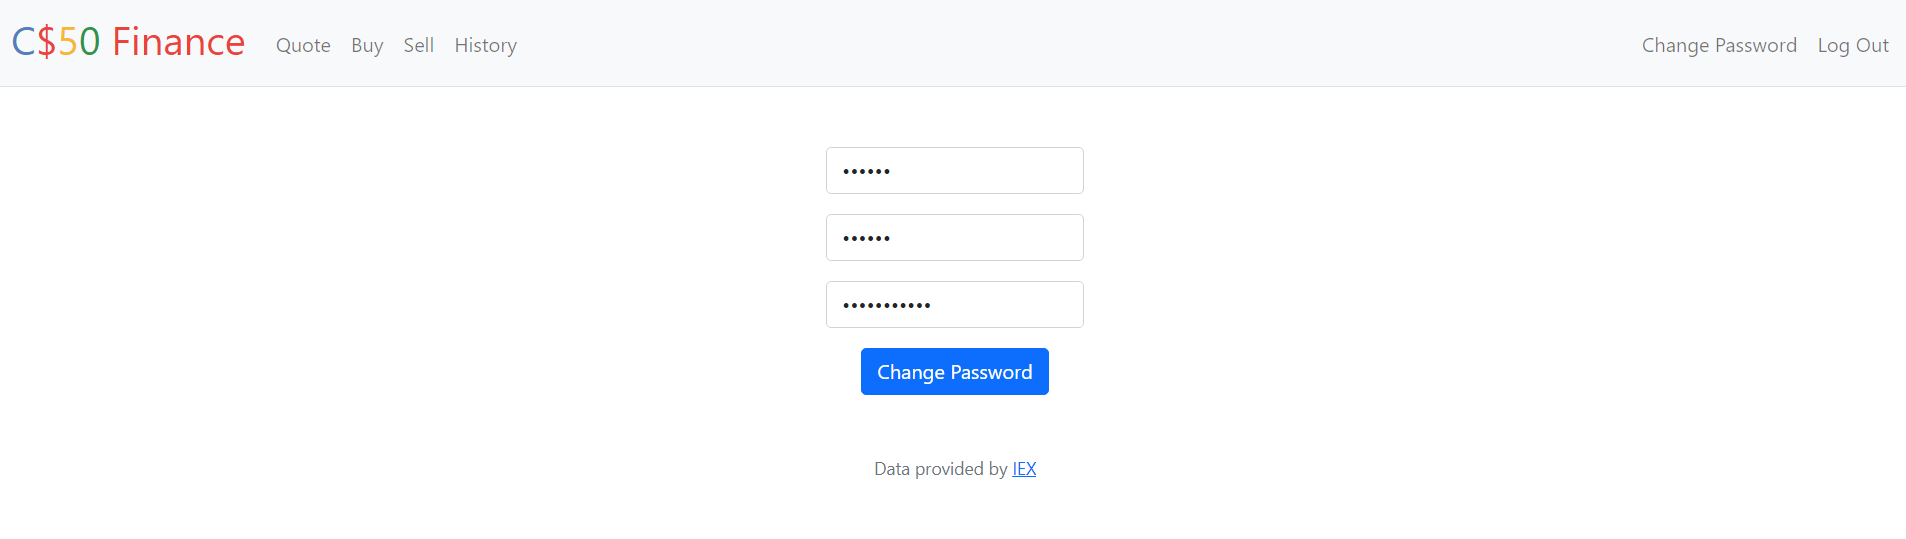 C$50 Finance Quote Buy Sell History Change Password Log Out
••••••
••••••
•••••••••••
Change Password
Data provided by IEX